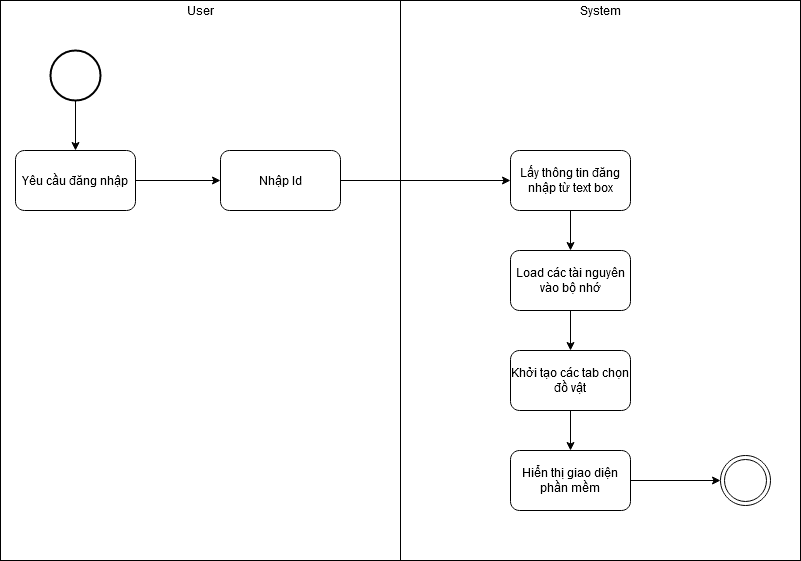 User
System
Yêu cầu đăng nhập
Nhập Id
Lấy thông tin đăng
nhập từ text box
Load các tài nguyên
vào bộ nhớ
Khởi tạo các tab chọn
đồ vật
Hiển thị giao diện
phần mềm